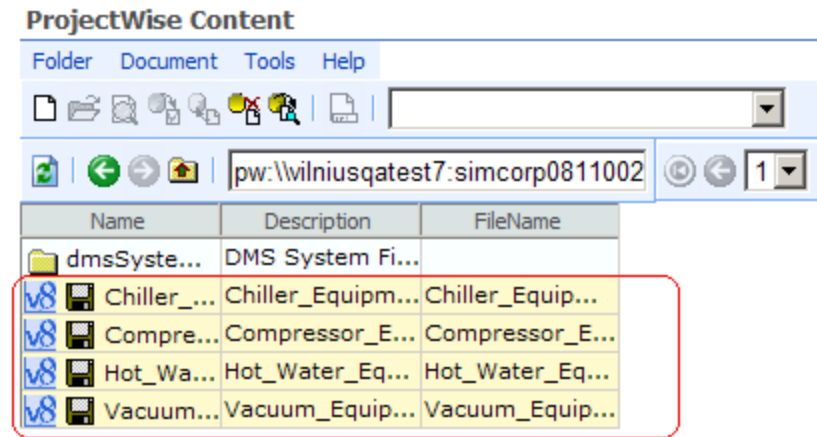 ProjectWise Content
Folder Document Tools Help
pw:\\vilniusqatest7:simcorp0811002 1
Name Description FileName
dmsSyste... DMS System Fi...
v8 Chiller_... Chiller_Equipm... Chiller_Equip...
v8 Compre... Compressor_E... Compressor_E...
v8 Hot_Wa... Hot_Water_Eq... Hot_Water_Eq...
v8 Vacuum... Vacuum_Equip... Vacuum_Equip...